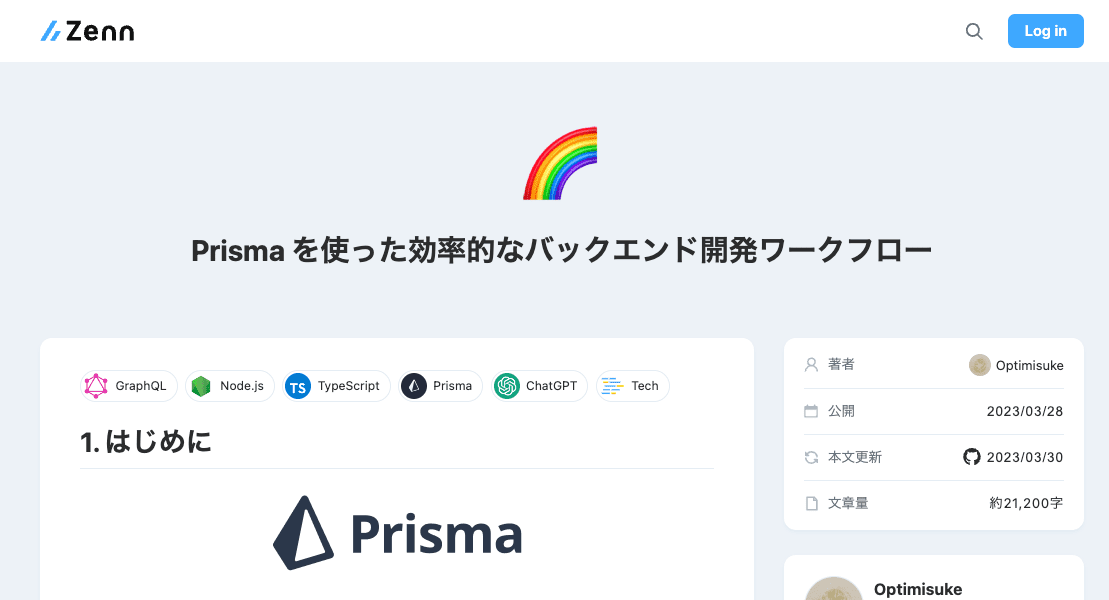 Zenn
Log in
Prisma を使った効率的なバックエンド開発ワークフロー
GraphQL
Node.js
TS
TypeScript
Prisma
ChatGPT
Tech
1. はじめに
Prisma
著者
Optimisuke
公開
2023/03/28
本文更新
2023/03/30
文章量
約21,200字
Optimisuke